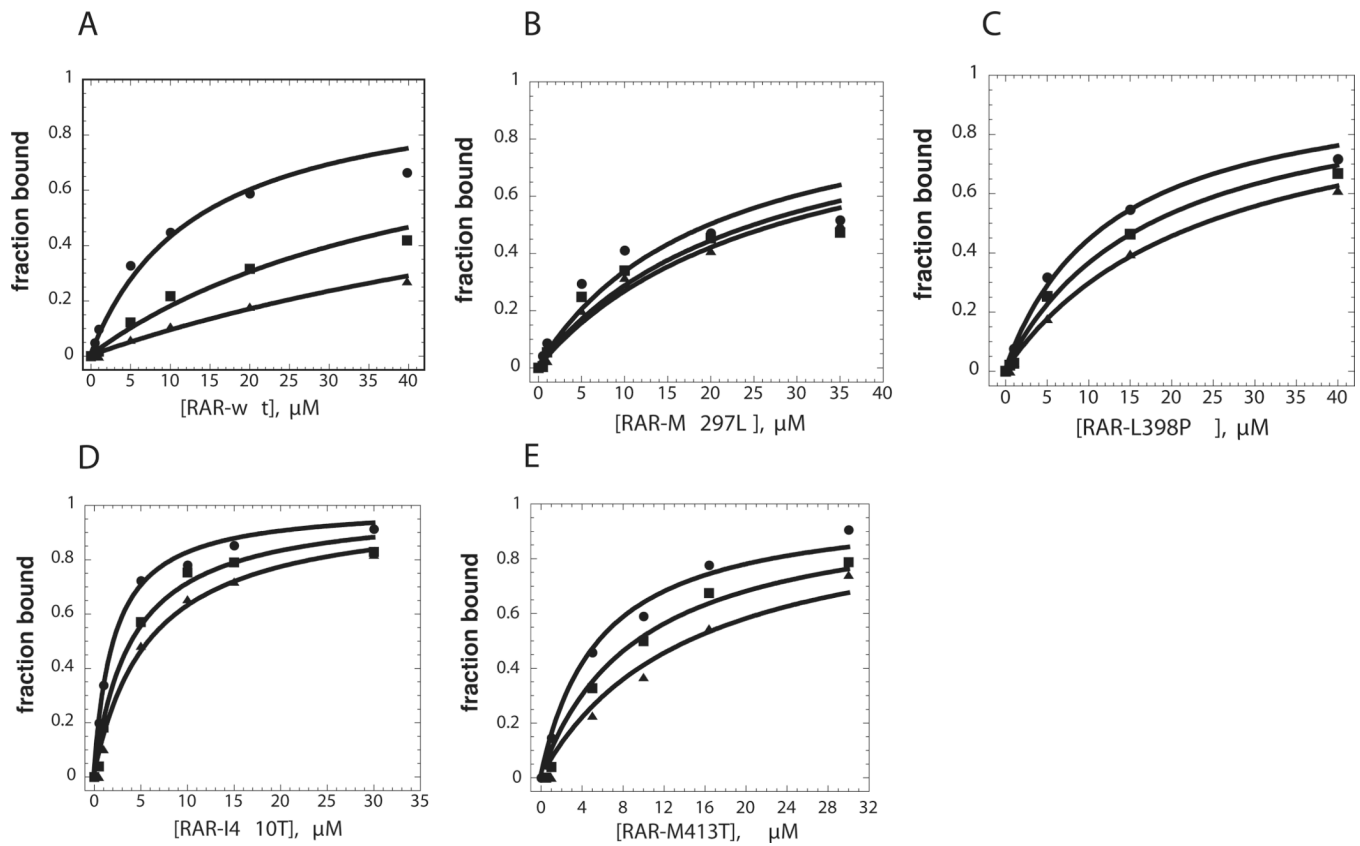 A
fraction bound
1
0.8
0.6
0.4
0.2
0
0 5 10 15 20 25 30 35 40
[RAR-w t], μM
B
fraction bound
1
0.8
0.6
0.4
0.2
0
0 5 10 15 20 25 30 35 40
[RAR-M 297L ], μM
C
fraction bound
1
0.8
0.6
0.4
0.2
0
0 5 10 15 20 25 30 35 40
[RAR-L398P ], μM
D
fraction bound
1
0.8
0.6
0.4
0.2
0
0 5 10 15 20 25 30 35
[RAR-I4 10T], μM
E
fraction bound
1
0.8
0.6
0.4
0.2
0
0 4 8 12 16 20 24 28 32
[RAR-M413T], μM